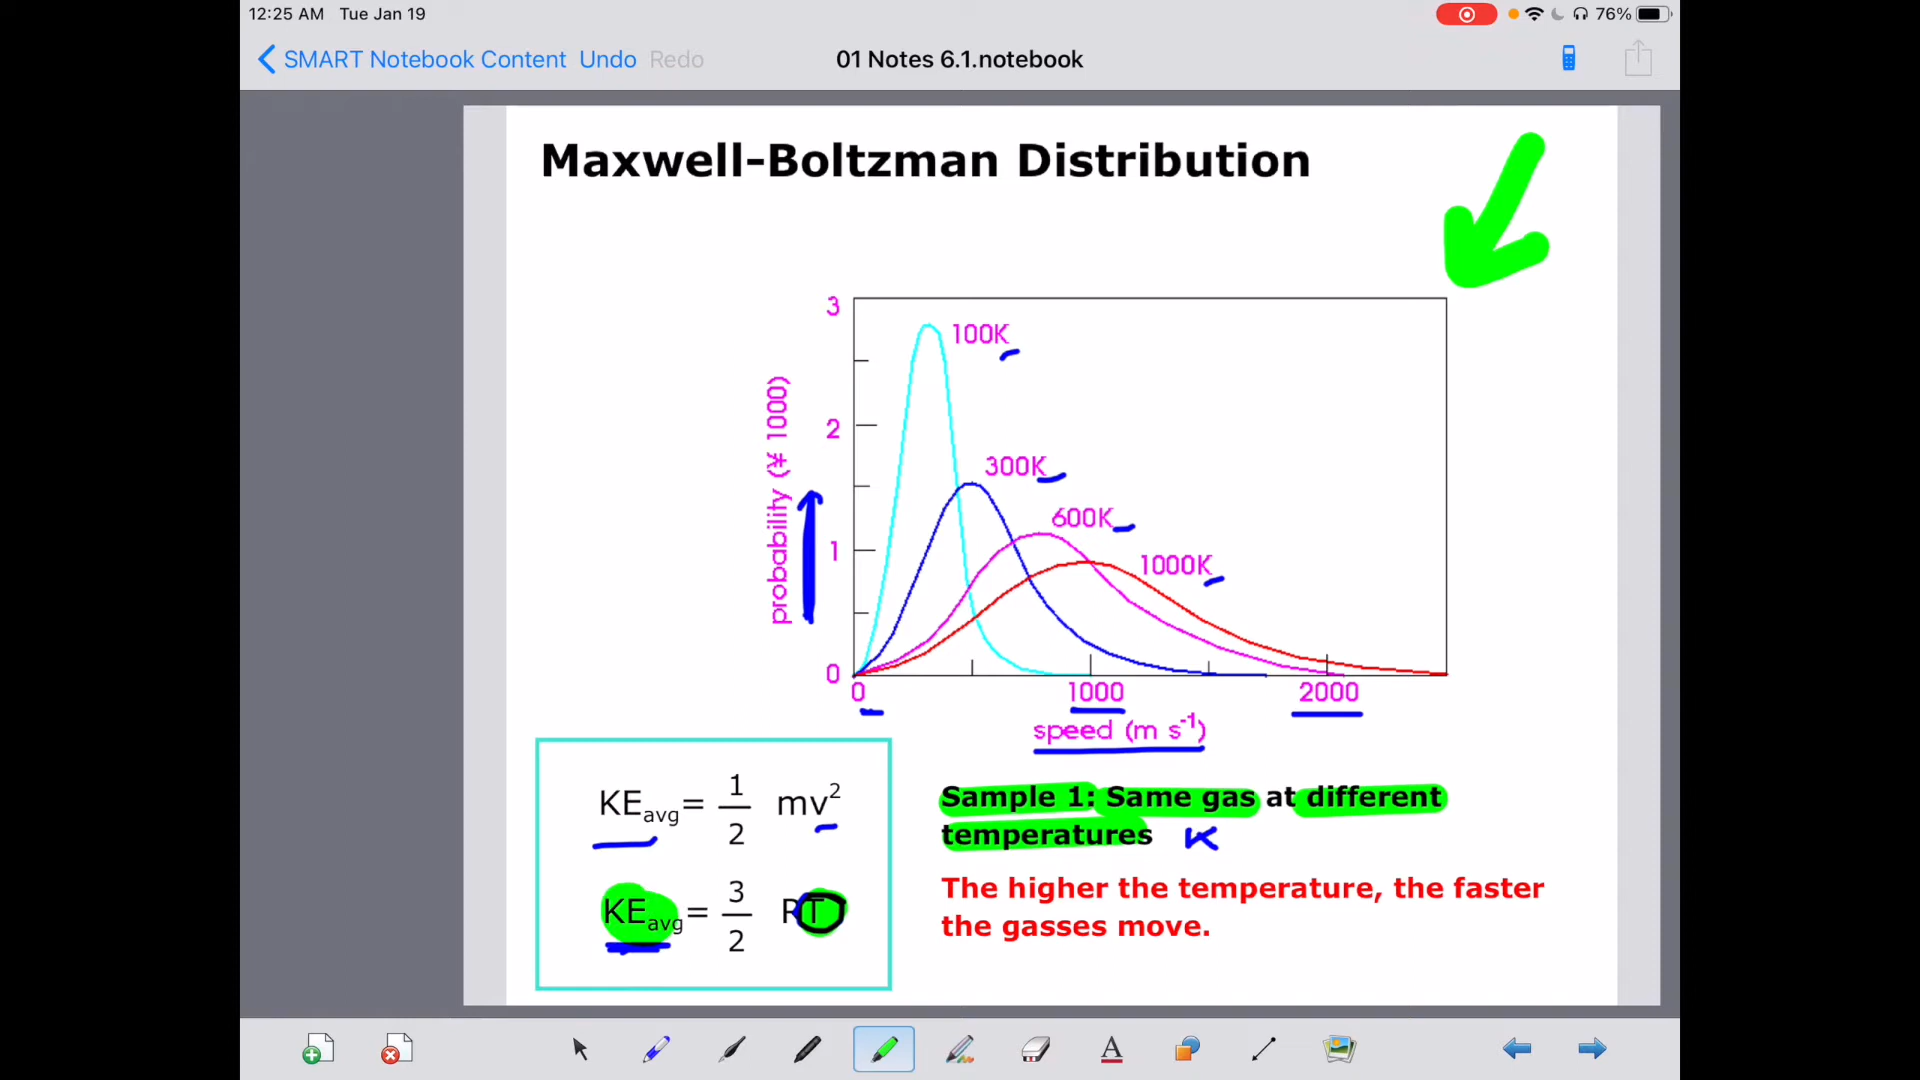 12:25 AM Tue Jan 19
76%
SMART Notebook Content Undo Redo
01 Notes 6.1.notebook
Maxwell-Boltzman Distribution
3
100K
2
300K
600K
1
1000K
0
probability (¥ 1000)
0 1000 2000
speed (m s⁻¹)
KEavg= 1/2 mv²
KEavg= 3/2 RT
Sample 1: Same gas at different
temperatures K
The higher the temperature, the faster
the gasses move.
A